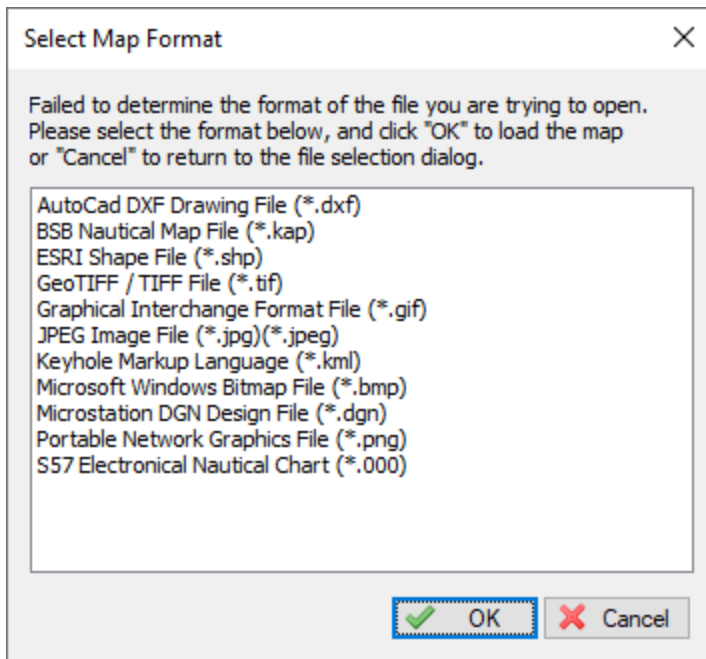 Select Map Format
Failed to determine the format of the file you are trying to open.
Please select the format below, and click "OK" to load the map
or "Cancel" to return to the file selection dialog.
AutoCad DXF Drawing File (*.dxf)
BSB Nautical Map File (*.kap)
ESRI Shape File (*.shp)
GeoTIFF / TIFF File (*.tif)
Graphical Interchange Format File (*.gif)
JPEG Image File (*.jpg)(*.jpeg)
Keyhole Markup Language (*.kml)
Microsoft Windows Bitmap File (*.bmp)
Microstation DGN Design File (*.dgn)
Portable Network Graphics File (*.png)
S57 Electronical Nautical Chart (*.000)
OK Cancel